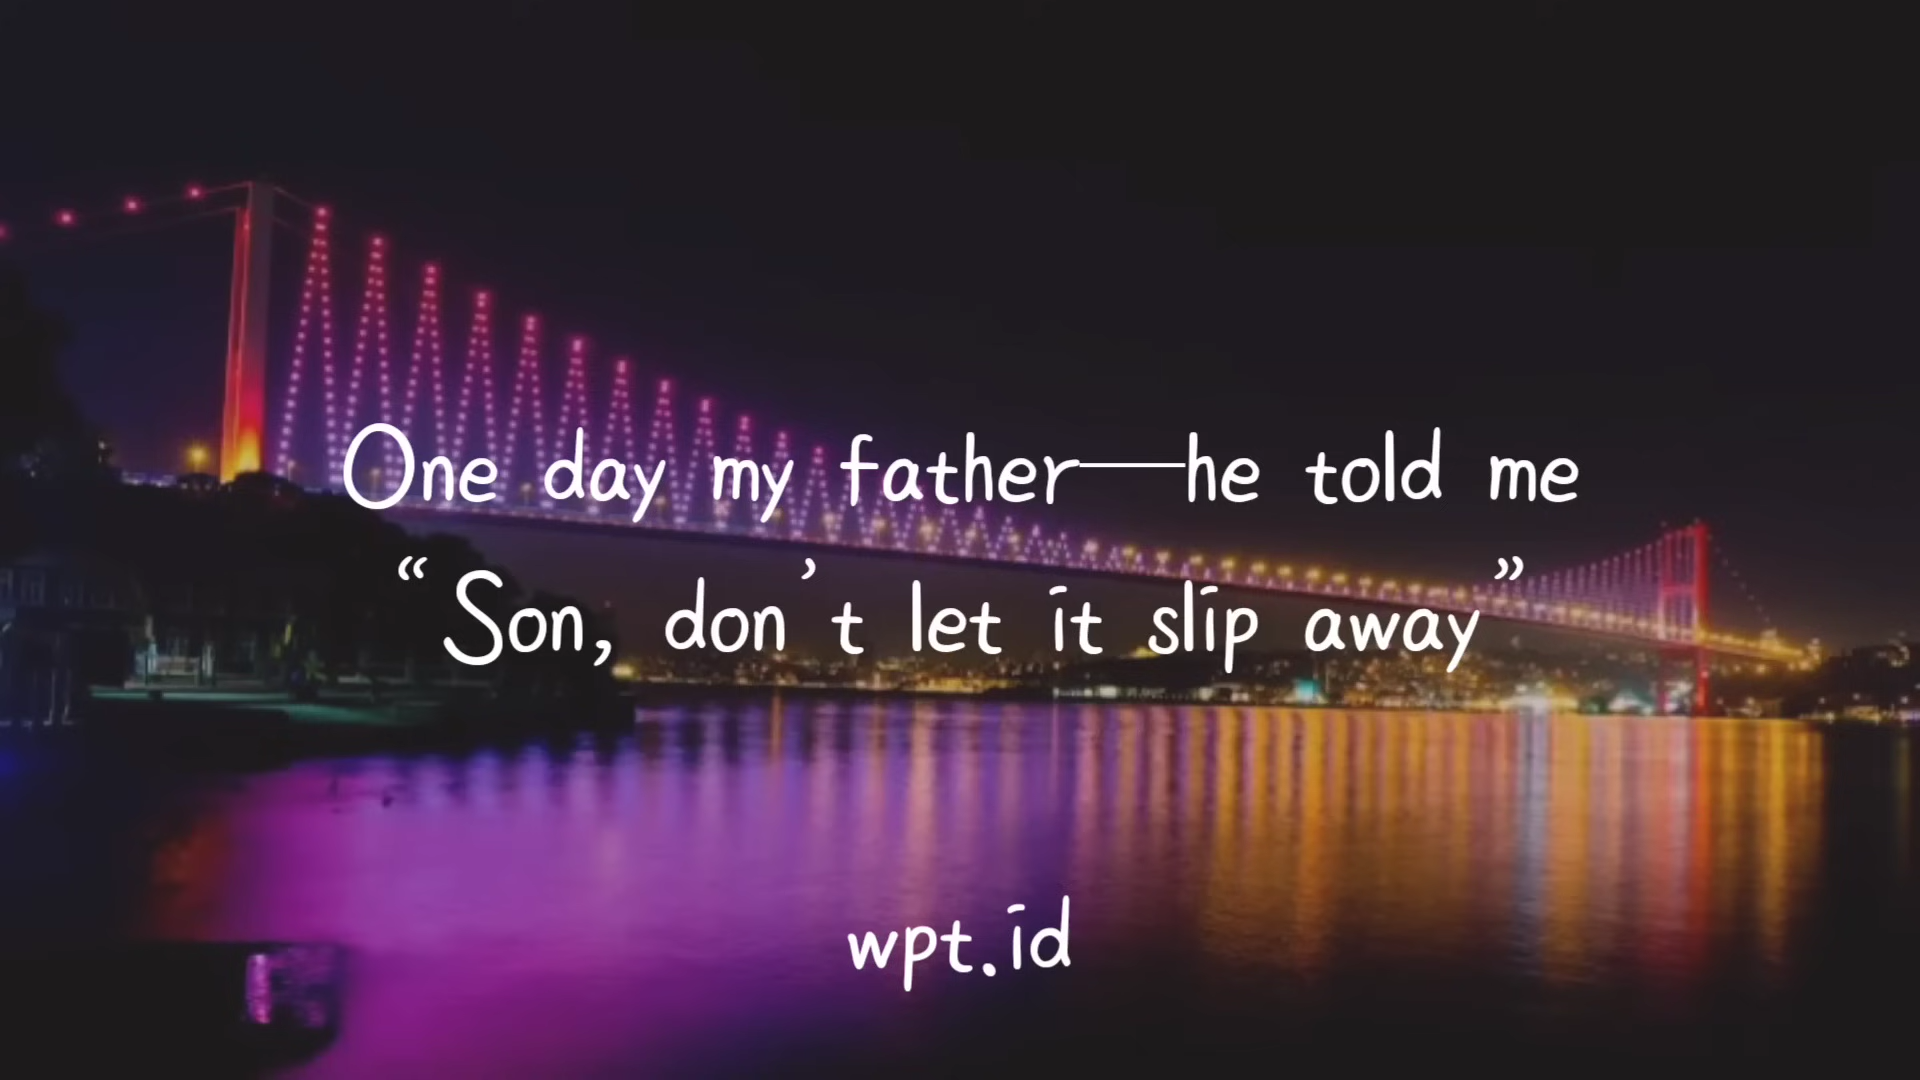 One day my father—he told me
“Son, don’t let it slip away”
wpt.id